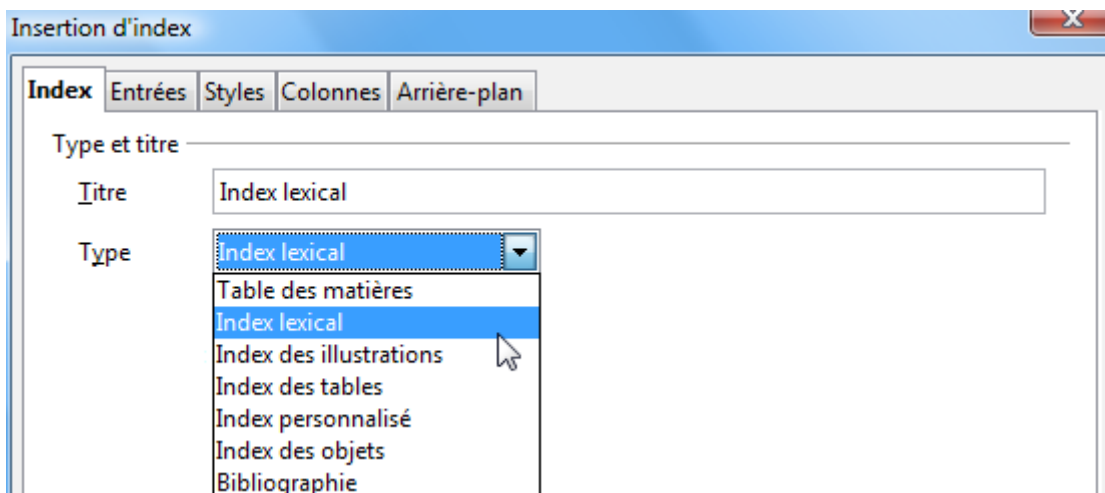 Insertion d'index
Index Entrées Styles Colonnes Arrière-plan
Type et titre
Titre Index lexical
Type Index lexical
Table des matières
Index lexical
Index des illustrations
Index des tables
Index personnalisé
Index des objets
Bibliographie